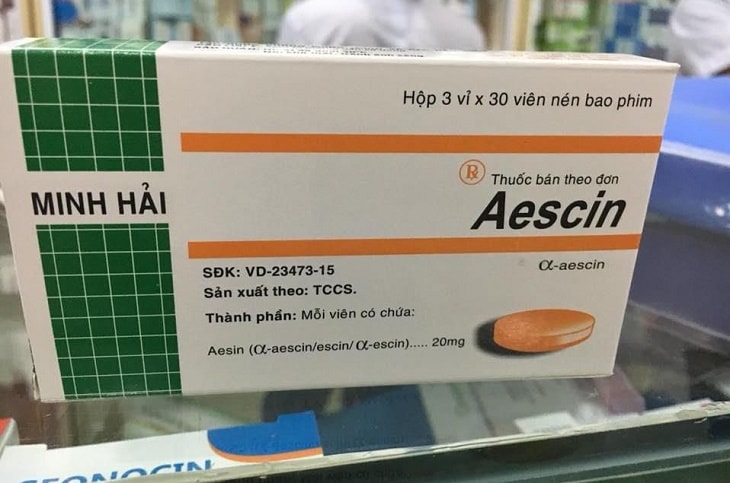 Hộp 3 vỉ x 30 viên nén bao phim
MINH HẢI
R Thuốc bán theo đơn
Aescin
α-aescin
SĐK: VD-23473-15
Sản xuất theo: TCCS.
Thành phần: Mỗi viên có chứa:
Aesin (α-aescin/escin/α-escin)..... 20mg